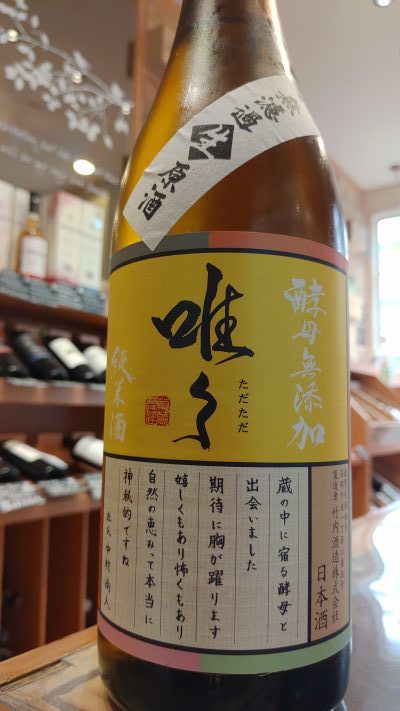 無濾過
生
原酒
酵母無添加
唯々
ただただ
純米酒
蔵の中に宿る酵母と
出会いました
期待に胸が躍ります
嬉しくもあり怖くもあり
自然の恵みって本当に
神秘的ですね
製造者 竹内酒造株式会社
日本酒